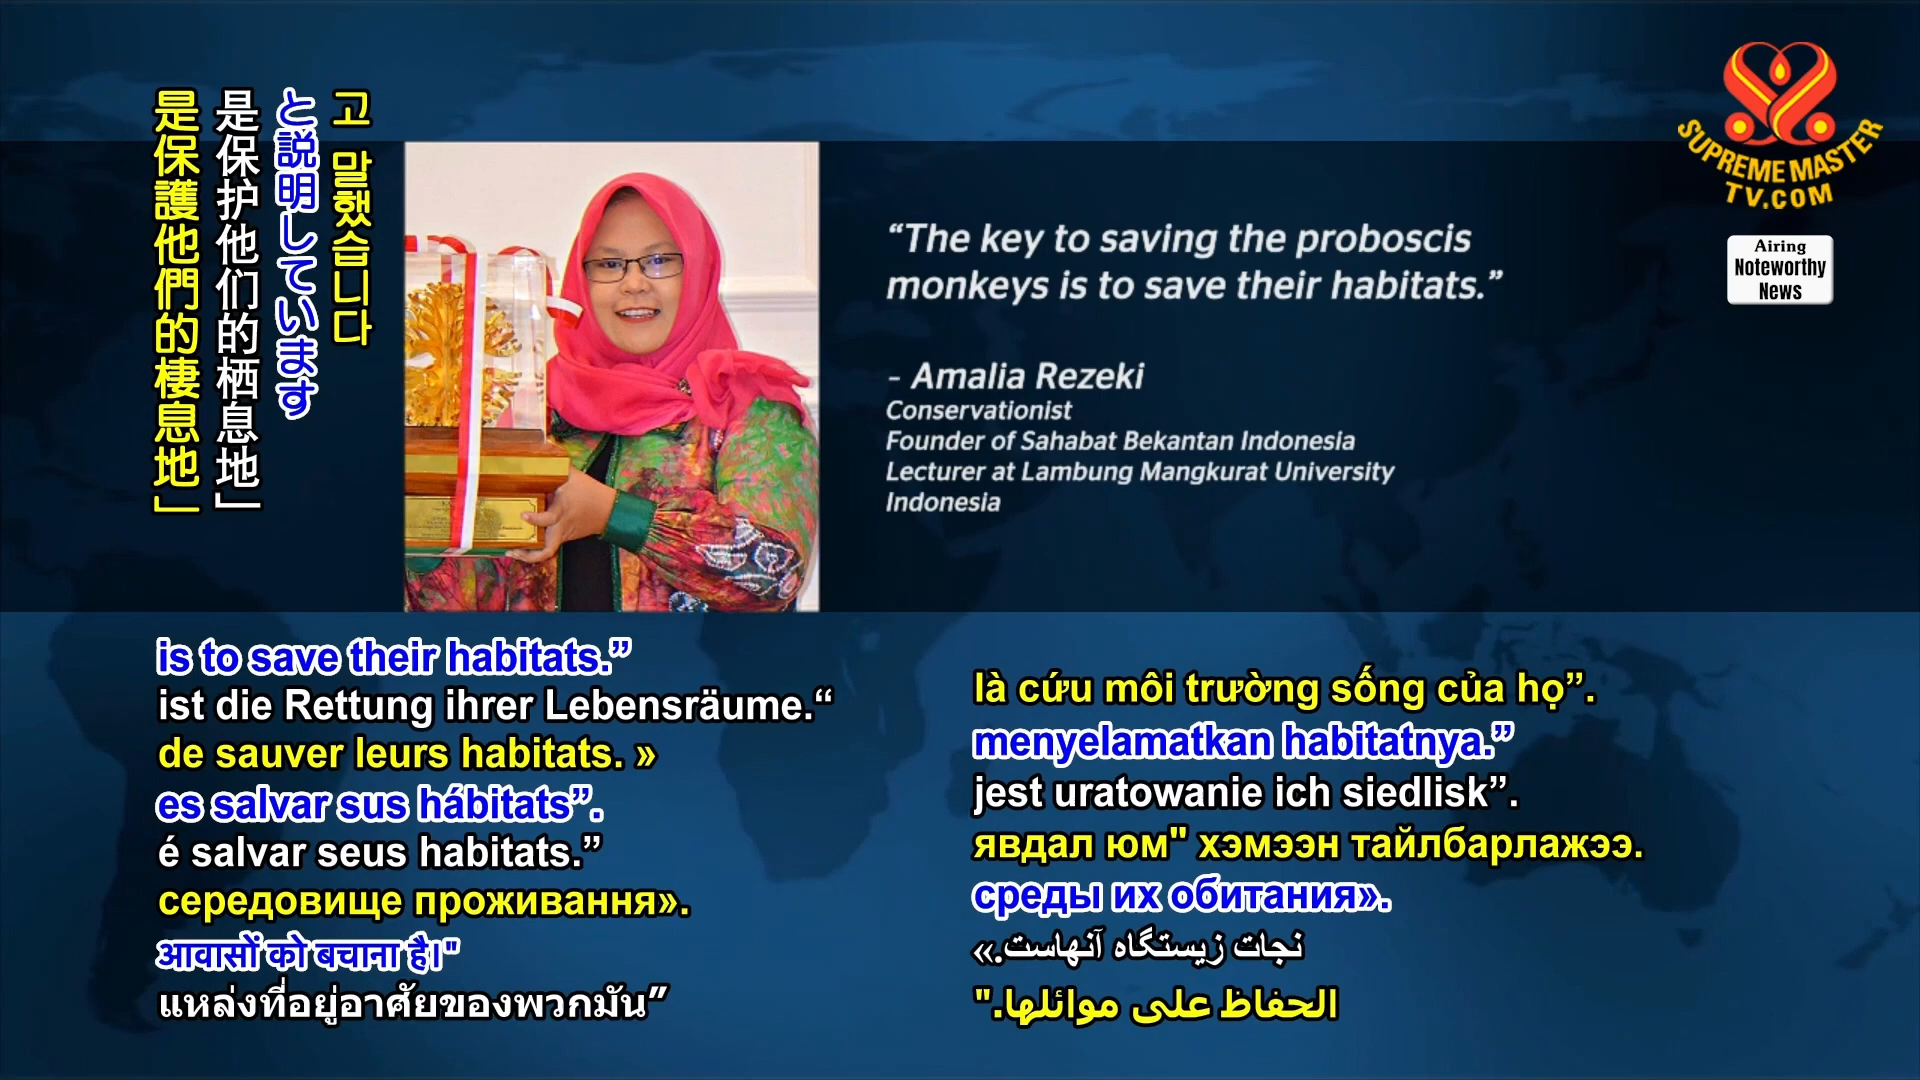 고 말했습니다
と説明しています
是保护他们的栖息地」
是保護他們的棲息地」
“The key to saving the proboscis
monkeys is to save their habitats.”
- Amalia Rezeki
Conservationist
Founder of Sahabat Bekantan Indonesia
Lecturer at Lambung Mangkurat University
Indonesia
SUPREME MASTER
TV.COM
Airing
Noteworthy
News
is to save their habitats.”
ist die Rettung ihrer Lebensräume.“
de sauver leurs habitats. »
es salvar sus hábitats”.
é salvar seus habitats.”
середовище проживання».
आवासों को बचाना है।"
แหล่งที่อยู่อาศัยของพวกมัน”
là cứu môi trường sống của họ”.
menyelamatkan habitatnya.”
jest uratowanie ich siedlisk”.
явдал юм" хэмээн тайлбарлажээ.
среды их обитания».
نجات زیستگاه آنهاست.»
الحفاظ على موائلها."